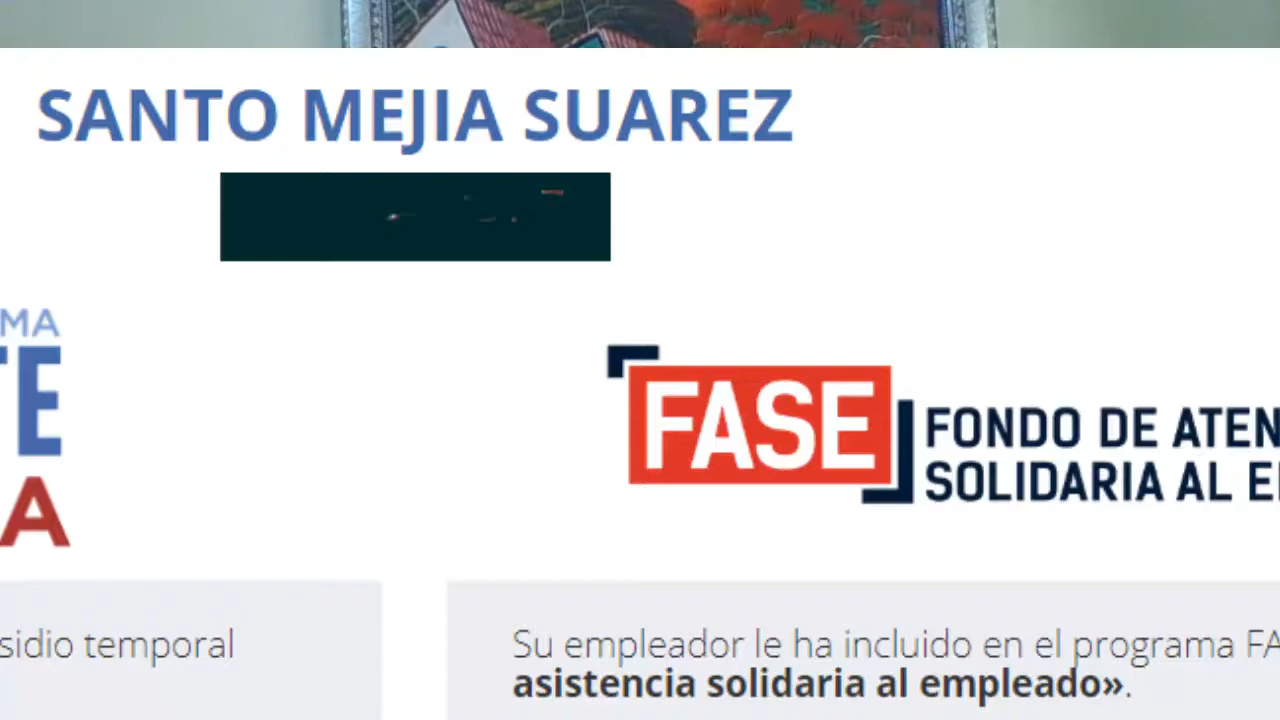 SANTO MEJIA SUAREZ
MA
TE
A
FASE
FONDO DE ATEN
SOLIDARIA AL E
sidio temporal
Su empleador le ha incluido en el programa FA
asistencia solidaria al empleado».